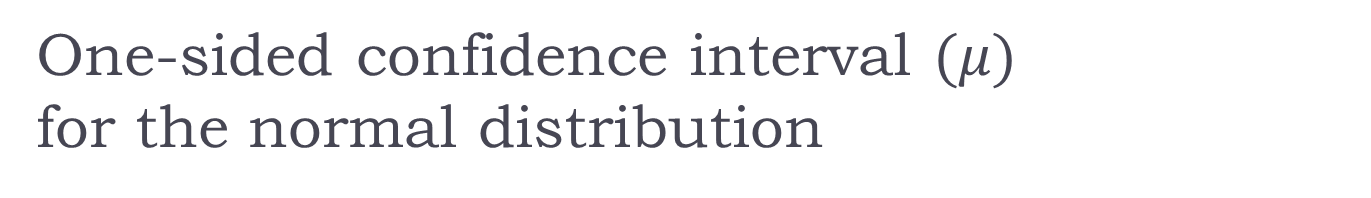 One-sided confidence interval (μ)
for the normal distribution